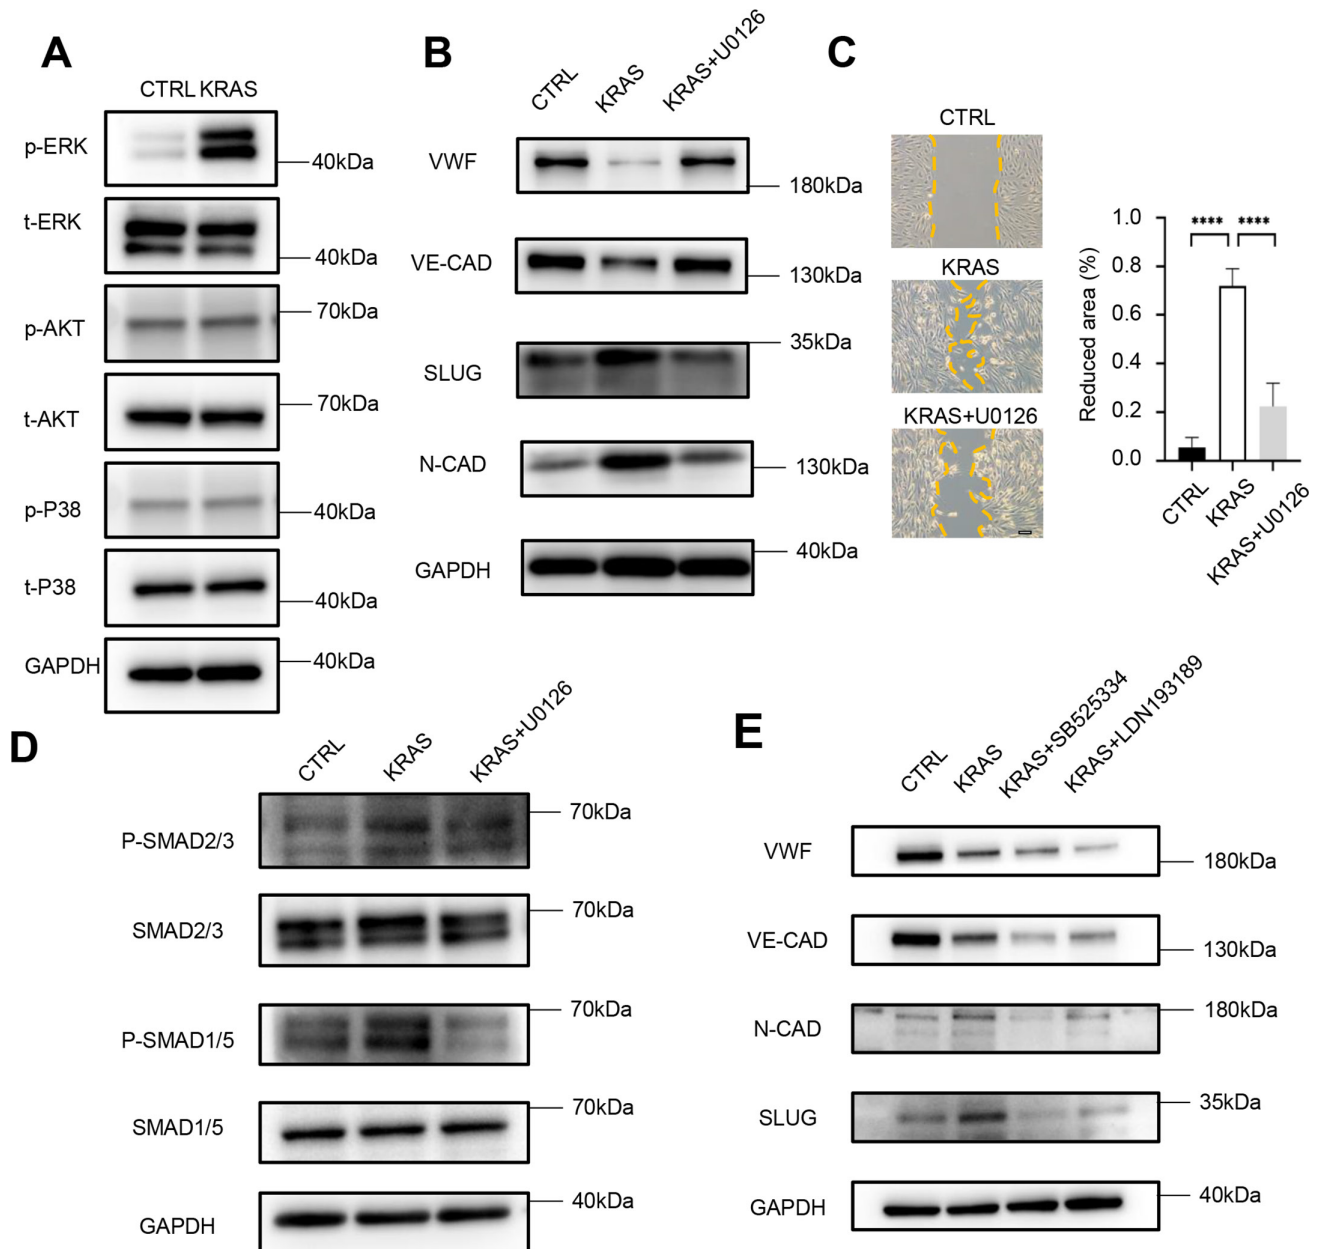 A
CTRL KRAS
p-ERK
40kDa
t-ERK
40kDa
p-AKT
70kDa
t-AKT
70kDa
p-P38
40kDa
t-P38
40kDa
GAPDH
40kDa
B
CTRL
KRAS
KRAS+U0126
VWF
180kDa
VE-CAD
130kDa
SLUG
35kDa
N-CAD
130kDa
GAPDH
40kDa
C
CTRL
KRAS
KRAS+U0126
Reduced area (%)
1.0
0.8
0.6
0.4
0.2
0.0
**** ****
CTRL
KRAS
KRAS+U0126
D
CTRL
KRAS
KRAS+U0126
P-SMAD2/3
70kDa
SMAD2/3
70kDa
P-SMAD1/5
70kDa
SMAD1/5
70kDa
GAPDH
40kDa
E
CTRL
KRAS
KRAS+SB525334
KRAS+LDN193189
VWF
180kDa
VE-CAD
130kDa
N-CAD
180kDa
SLUG
35kDa
GAPDH
40kDa